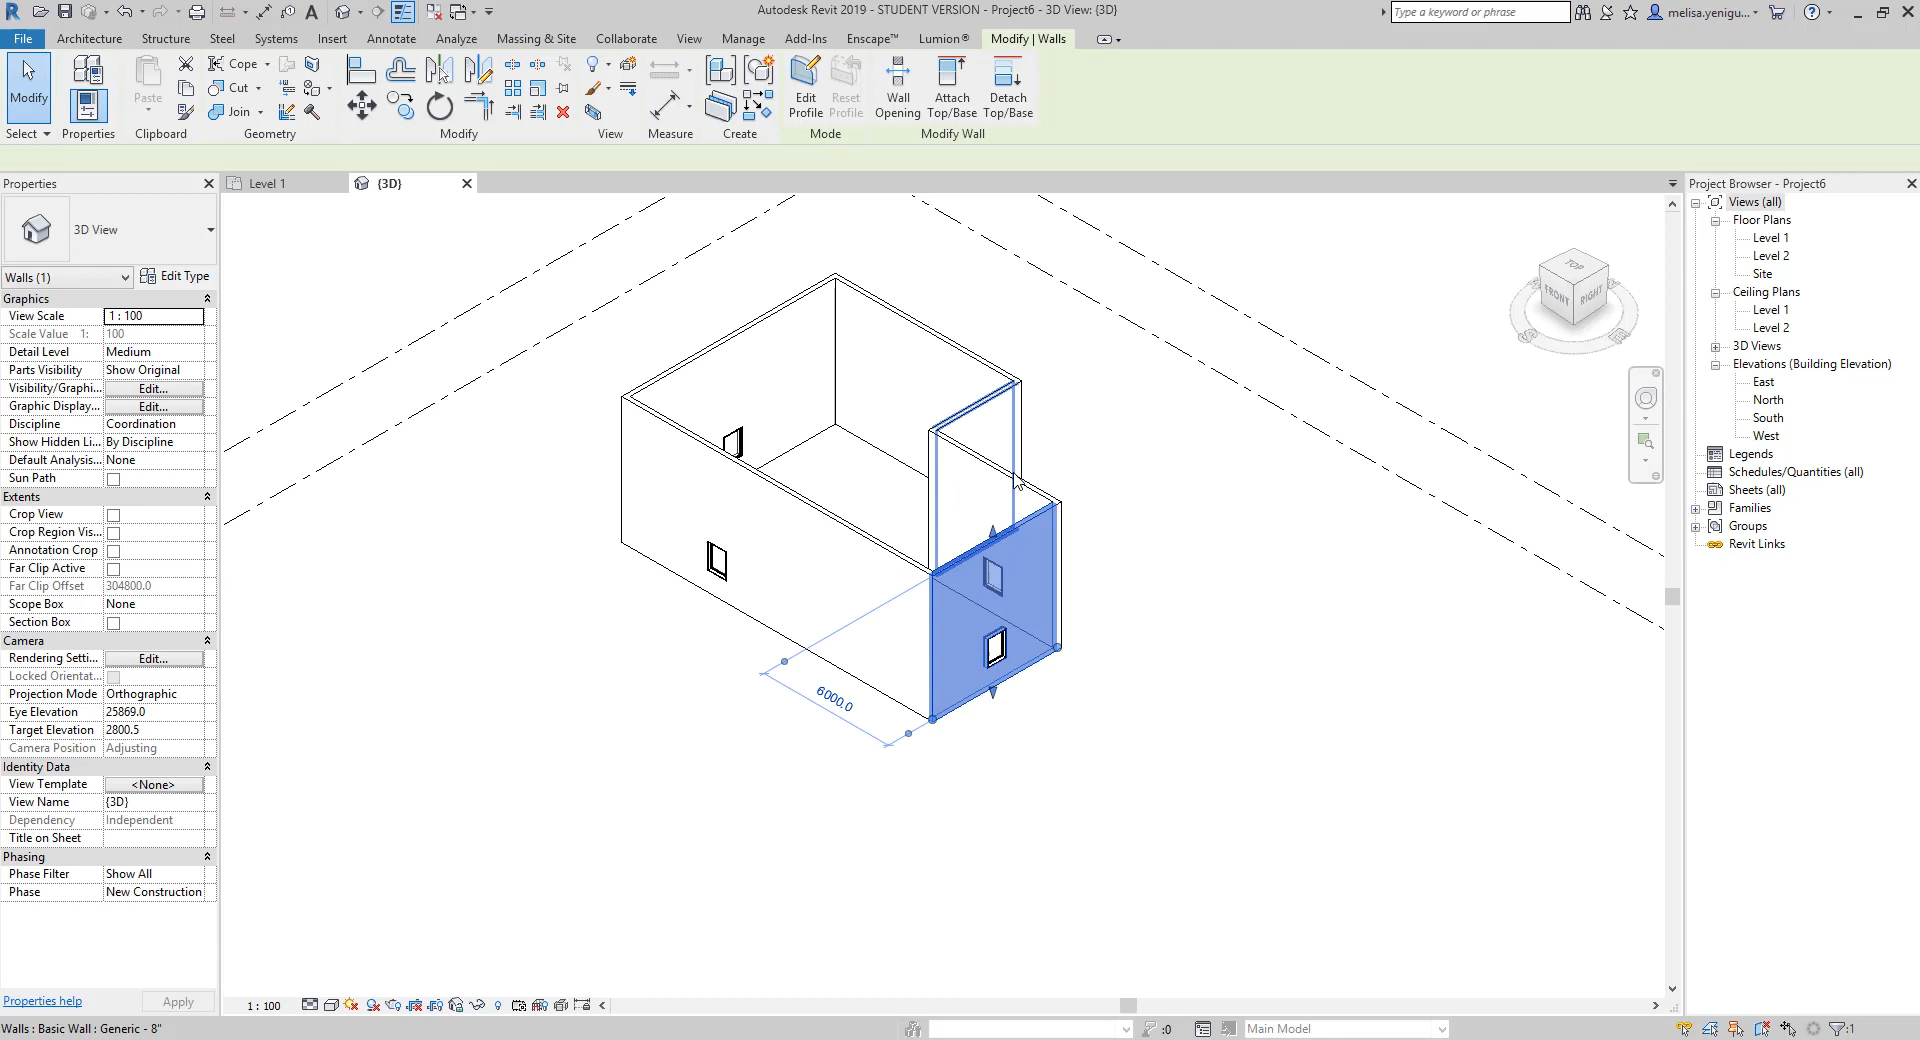 Autodesk Revit 2019 - STUDENT VERSION - Project6 - 3D View: {3D}
Type a keyword or phrase
melisa.yenigu...
File Architecture Structure Steel Systems Insert Annotate Analyze Massing & Site Collaborate View Manage Add-Ins Enscape™ Lumion® Modify | Walls
Modify
Paste
Cope
Cut
Join
Edit Profile
Reset Profile
Wall Opening
Attach Top/Base
Detach Top/Base
Select Properties Clipboard Geometry Modify View Measure Create Mode Modify Wall
Properties
Level 1
{3D}
Project Browser - Project6
3D View
Walls (1)
Edit Type
Graphics
View Scale 1 : 100
Scale Value 1: 100
Detail Level Medium
Parts Visibility Show Original
Visibility/Graphi... Edit...
Graphic Display... Edit...
Discipline Coordination
Show Hidden Li... By Discipline
Default Analysis... None
Sun Path
Extents
Crop View
Crop Region Vis...
Annotation Crop
Far Clip Active
Far Clip Offset 304800.0
Scope Box None
Section Box
Camera
Rendering Setti... Edit...
Locked Orientat...
Projection Mode Orthographic
Eye Elevation 25869.0
Target Elevation 2800.5
Camera Position Adjusting
Identity Data
View Template <None>
View Name {3D}
Dependency Independent
Title on Sheet
Phasing
Phase Filter Show All
Phase New Construction
Properties help
Apply
6000.0
TOP
FRONT
RIGHT
Views (all)
Floor Plans
Level 1
Level 2
Site
Ceiling Plans
Level 1
Level 2
3D Views
Elevations (Building Elevation)
East
North
South
West
Legends
Schedules/Quantities (all)
Sheets (all)
Families
Groups
Revit Links
1 : 100
Walls : Basic Wall : Generic - 8"
:0
Main Model
:1